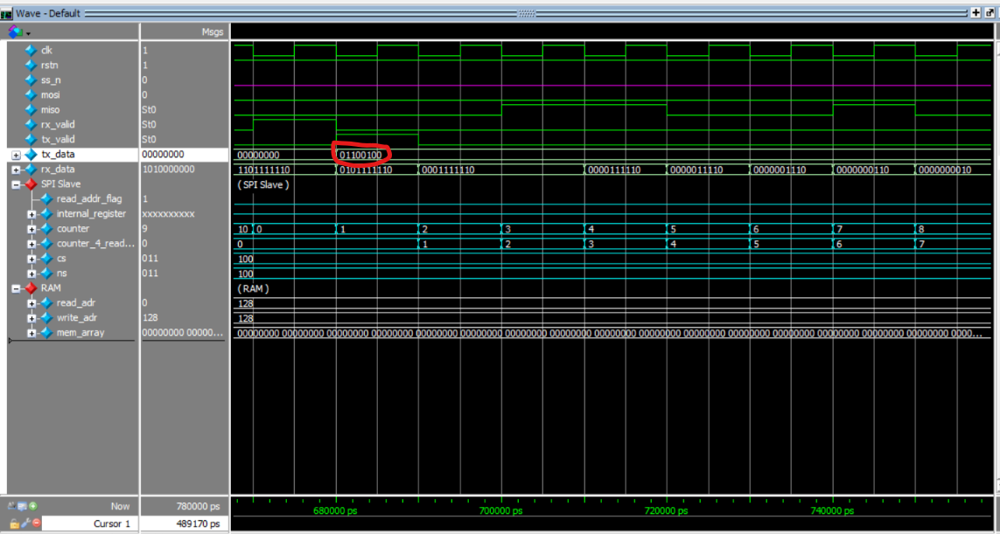 Wave - Default
Msgs
clk 1
rstn 1
ss_n 0
mosi 0
miso St0
rx_valid St0
tx_valid St0
tx_data 00000000 00000000 01100100
rx_data 1010000000 1101111110 0101111110 0001111110 0000111110 0000011110 0000001110 0000000110 0000000010
SPI Slave ( SPI Slave )
read_addr_flag 1
internal_register xxxxxxxxxx
counter 9 10 0 1 2 3 4 5 6 7 8
counter_4_read... 0 0 1 2 3 4 5 6 7
cs 011 100
ns 011 100
RAM ( RAM )
read_adr 0 128
write_adr 128 128
mem_array 00000000 00000... 00000000 00000000 00000000 00000000 00000000 00000000 00000000 00000000 00000000 00000000 00000000 00000000 00000000 00000000 00000000 00000000 0000...
Now 780000 ps 680000 ps 700000 ps 720000 ps 740000 ps
Cursor 1 489170 ps